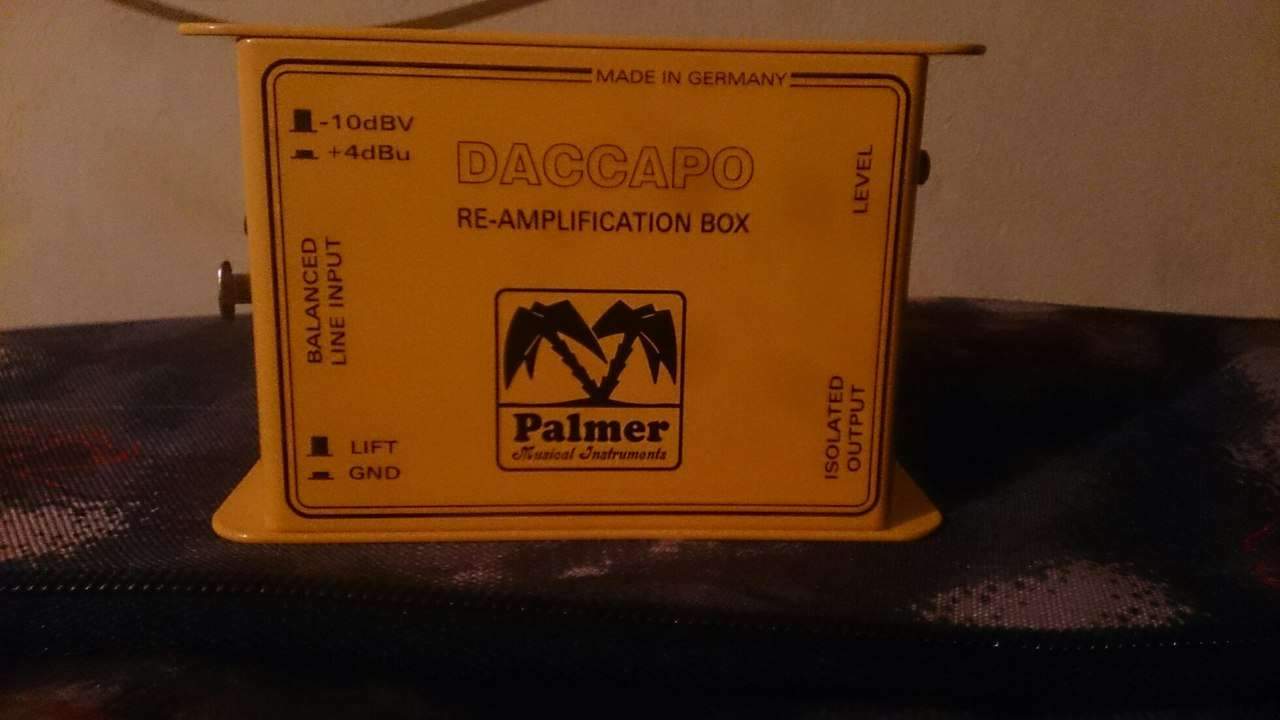 MADE IN GERMANY
-10dBV
+4dBu
DACCAPO
RE-AMPLIFICATION BOX
LEVEL
BALANCED
LINE INPUT
Palmer
Musical Instruments
ISOLATED
OUTPUT
LIFT
GND